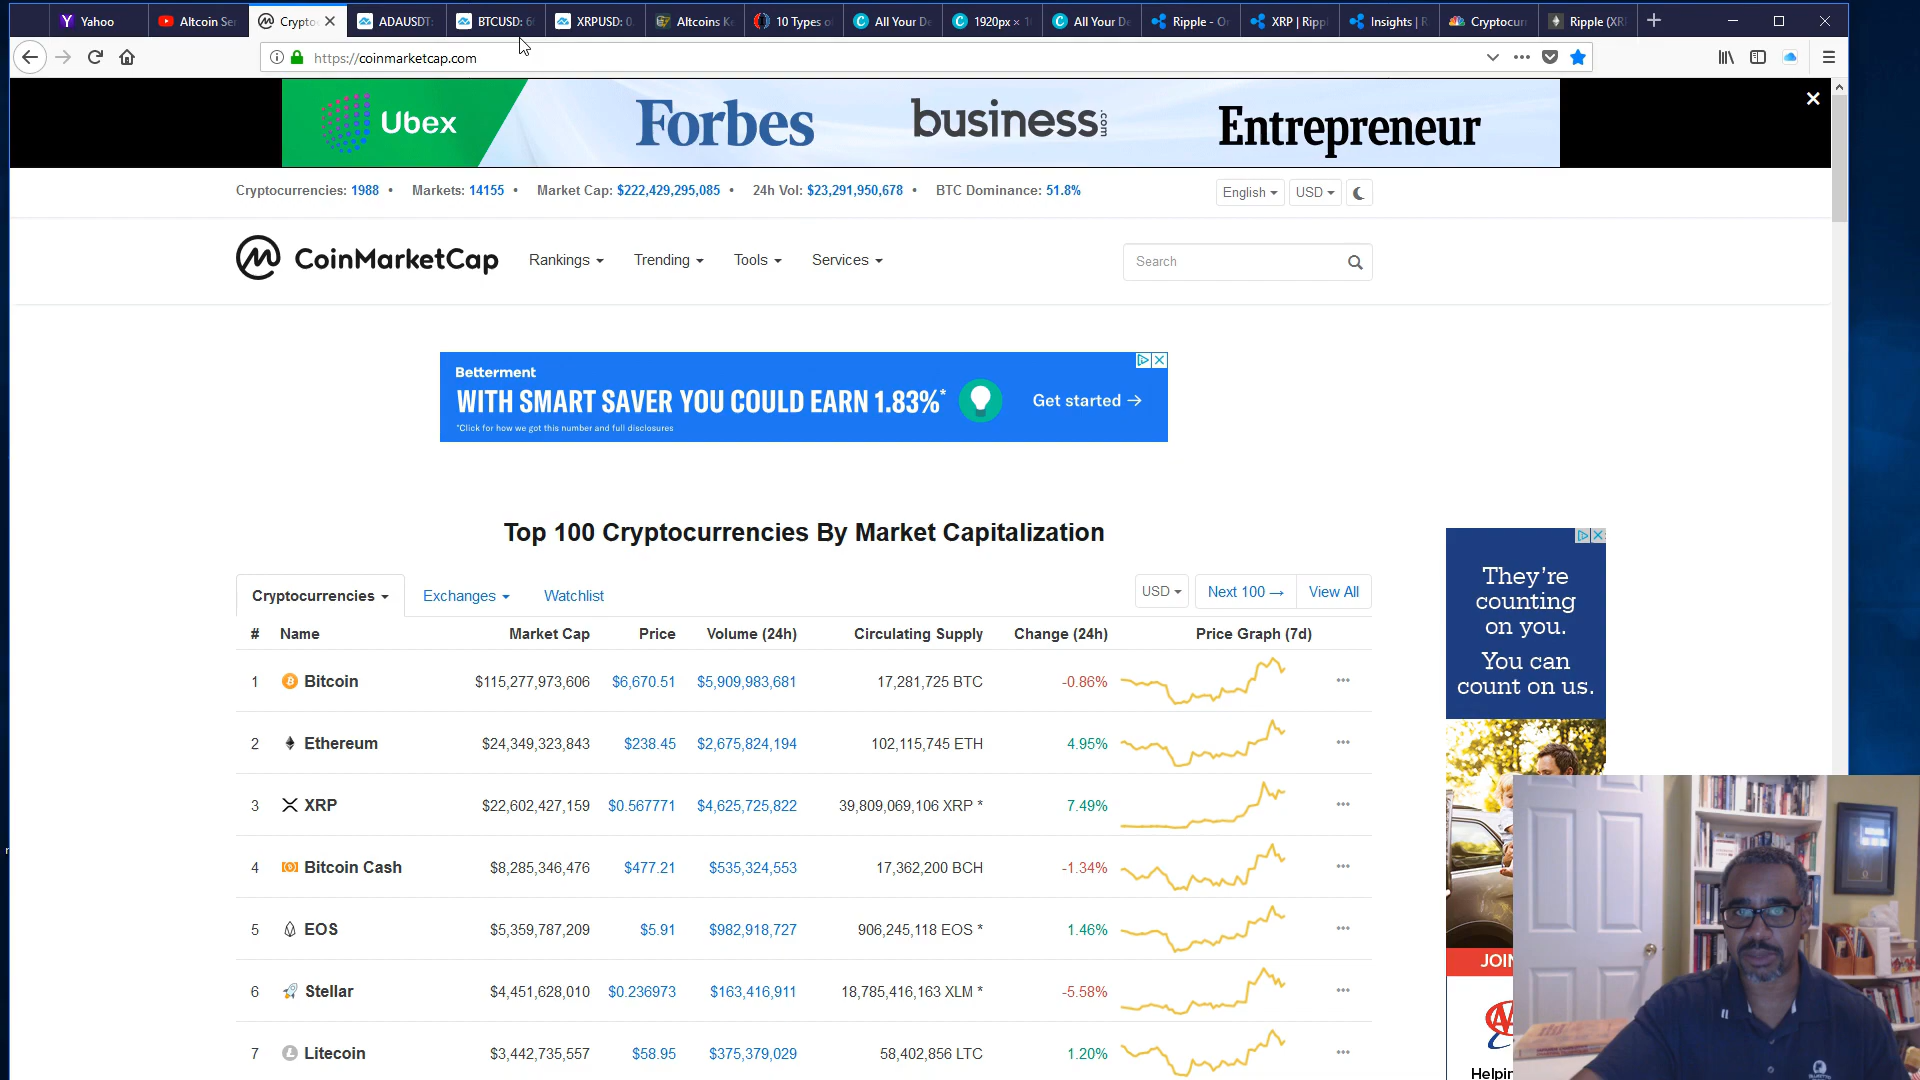 Yahoo
Altcoin Se
Crypto
ADAUSDT:
BTCUSD: 6
XRPUSD: 0.
Altcoins Ke
10 Types o
All Your De
1920px × 1
All Your De
Ripple - O
XRP | Rippl
Insights | R
Cryptocurr
Ripple (XR
https://coinmarketcap.com
Ubex
Forbes
business.com
Entrepreneur
Cryptocurrencies: 1988 • Markets: 14155 • Market Cap: $222,429,295,085 • 24h Vol: $23,291,950,678 • BTC Dominance: 51.8%
English
USD
CoinMarketCap
Rankings
Trending
Tools
Services
Search
Betterment
WITH SMART SAVER YOU COULD EARN 1.83%*
*Click for how we got this number and full disclosures
Get started →
Top 100 Cryptocurrencies By Market Capitalization
Cryptocurrencies
Exchanges
Watchlist
USD
Next 100 →
View All
# Name Market Cap Price Volume (24h) Circulating Supply Change (24h) Price Graph (7d)
1 Bitcoin $115,277,973,606 $6,670.51 $5,909,983,681 17,281,725 BTC -0.86%
2 Ethereum $24,349,323,843 $238.45 $2,675,824,194 102,115,745 ETH 4.95%
3 XRP $22,602,427,159 $0.567771 $4,625,725,822 39,809,069,106 XRP * 7.49%
4 Bitcoin Cash $8,285,346,476 $477.21 $535,324,553 17,362,200 BCH -1.34%
5 EOS $5,359,787,209 $5.91 $982,918,727 906,245,118 EOS * 1.46%
6 Stellar $4,451,628,010 $0.236973 $163,416,911 18,785,416,163 XLM * -5.58%
7 Litecoin $3,442,735,557 $58.95 $375,379,029 58,402,856 LTC 1.20%
They're
counting
on you.
You can
count on us.
JOIN
Helpin